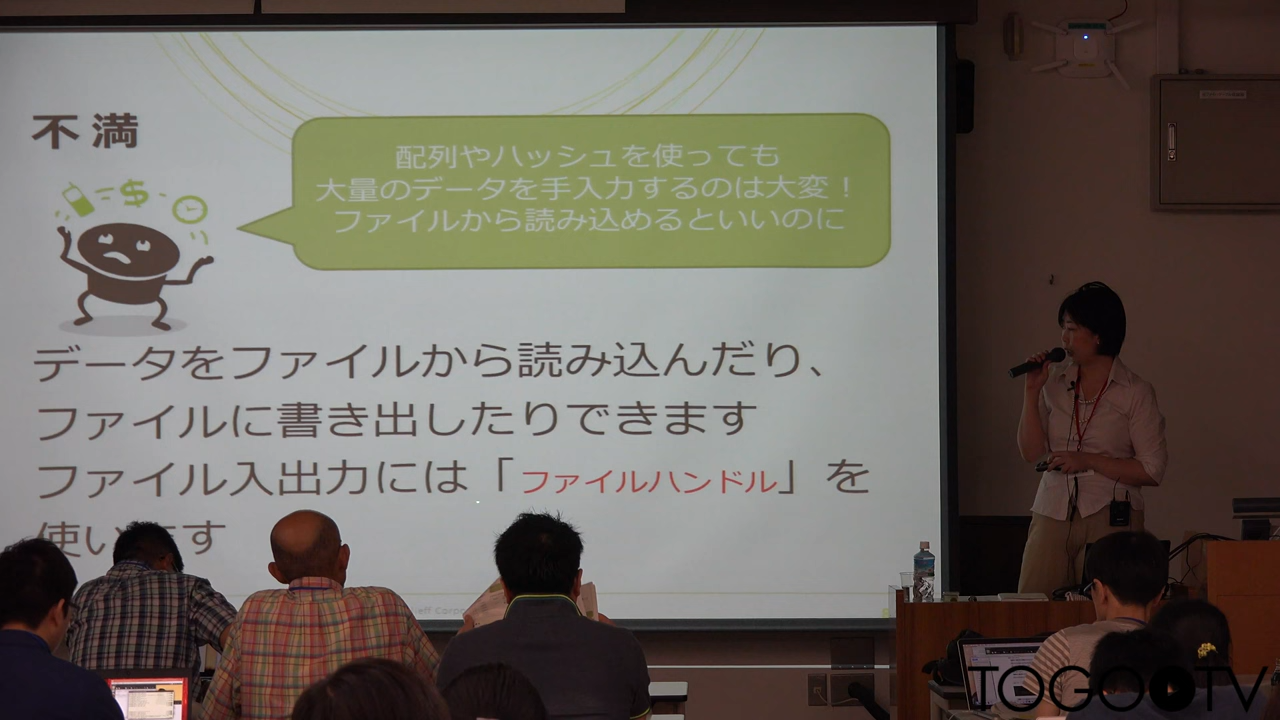 不満
配列やハッシュを使っても
大量のデータを手入力するのは大変！
ファイルから読み込めるといいのに
データをファイルから読み込んだり、
ファイルに書き出したりできます
ファイル入出力には「ファイルハンドル」を
使います
TOGOTV